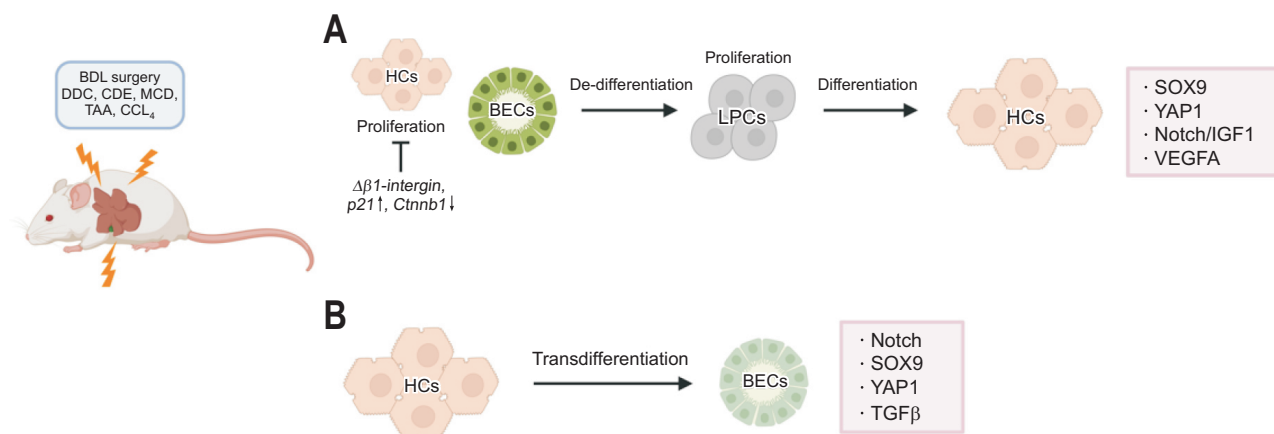 BDL surgery
DDC, CDE, MCD,
TAA, CCL₄
A
HCs
Proliferation
Δβ1-intergin,
p21↑, Ctnnb1↓
BECs
De-differentiation
Proliferation
LPCs
Differentiation
HCs
· SOX9
· YAP1
· Notch/IGF1
· VEGFA
B
HCs
Transdifferentiation
BECs
· Notch
· SOX9
· YAP1
· TGFβ